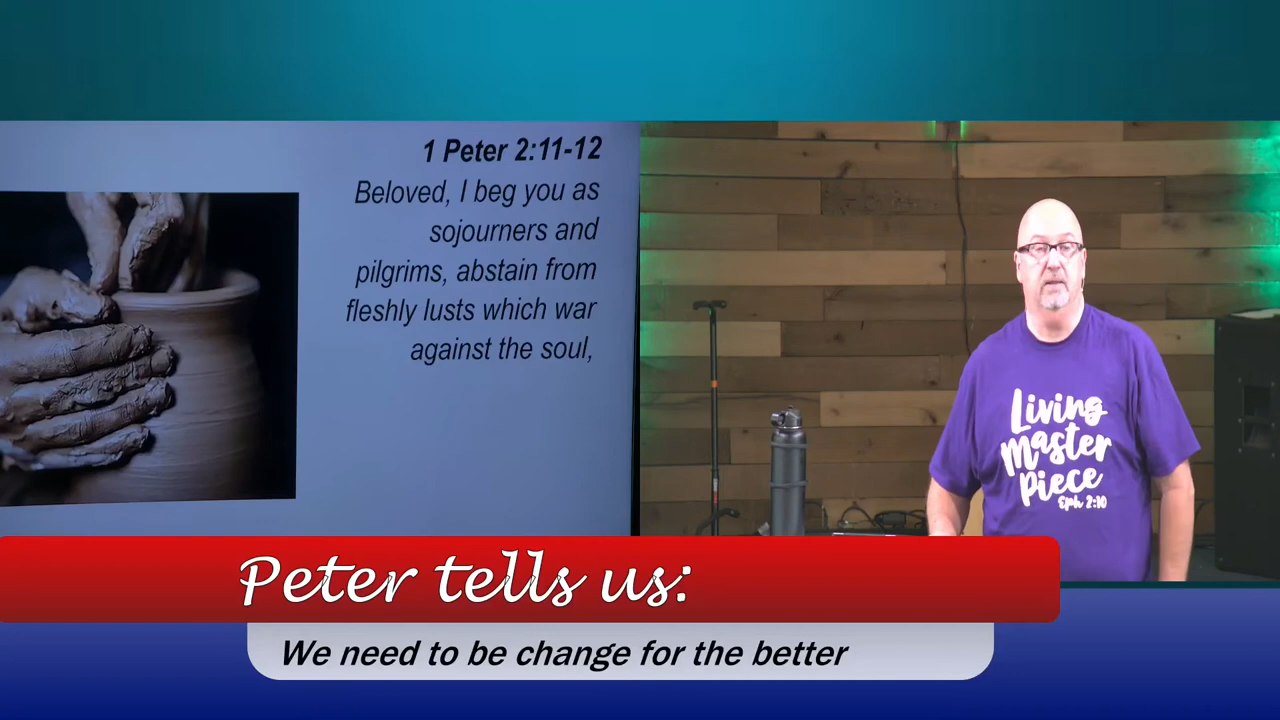 1 Peter 2:11-12
Beloved, I beg you as
sojourners and
pilgrims, abstain from
fleshly lusts which war
against the soul,
Living
Master
Piece
Eph 2:10
Peter tells us:
We need to be change for the better